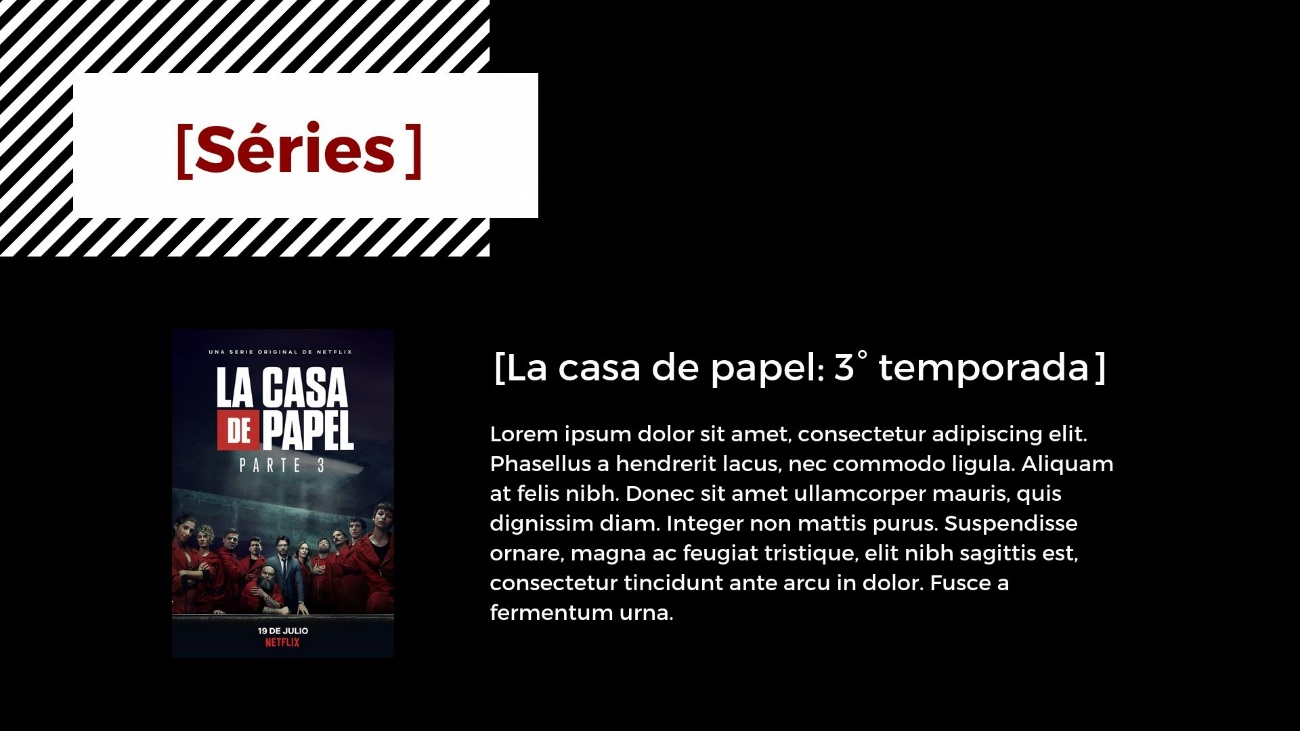 [Séries ]
UNA SERIE ORIGINAL DE NETFLIX
LA CASA
DE PAPEL
PARTE 3
19 DE JULIO
NETFLIX
[La casa de papel: 3° temporada ]
Lorem ipsum dolor sit amet, consectetur adipiscing elit.
Phasellus a hendrerit lacus, nec commodo ligula. Aliquam
at felis nibh. Donec sit amet ullamcorper mauris, quis
dignissim diam. Integer non mattis purus. Suspendisse
ornare, magna ac feugiat tristique, elit nibh sagittis est,
consectetur tincidunt ante arcu in dolor. Fusce a
fermentum urna.